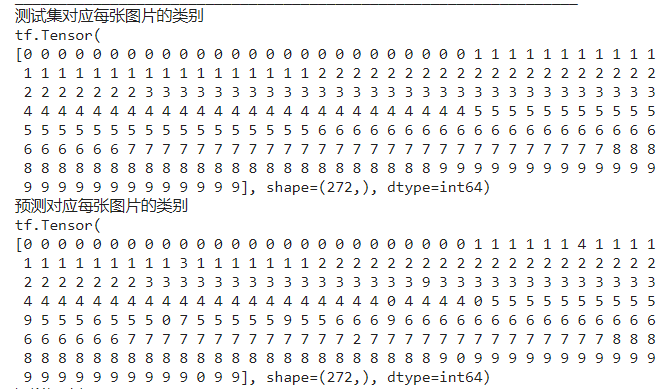 测试集对应每张图片的类别
tf.Tensor(
[0 0 0 0 0 0 0 0 0 0 0 0 0 0 0 0 0 0 0 0 0 0 0 0 0 0 1 1 1 1 1 1 1 1 1 1 1
1 1 1 1 1 1 1 1 1 1 1 1 1 1 1 1 1 2 2 2 2 2 2 2 2 2 2 2 2 2 2 2 2 2 2 2 2
2 2 2 2 2 2 2 3 3 3 3 3 3 3 3 3 3 3 3 3 3 3 3 3 3 3 3 3 3 3 3 3 3 3 3 3 3
4 4 4 4 4 4 4 4 4 4 4 4 4 4 4 4 4 4 4 4 4 4 4 4 4 4 5 5 5 5 5 5 5 5 5 5 5
5 5 5 5 5 5 5 5 5 5 5 5 5 5 5 5 5 6 6 6 6 6 6 6 6 6 6 6 6 6 6 6 6 6 6 6 6
6 6 6 6 6 6 7 7 7 7 7 7 7 7 7 7 7 7 7 7 7 7 7 7 7 7 7 7 7 7 7 7 7 7 8 8 8
8 8 8 8 8 8 8 8 8 8 8 8 8 8 8 8 8 8 8 8 8 8 8 8 9 9 9 9 9 9 9 9 9 9 9 9 9
9 9 9 9 9 9 9 9 9 9 9 9 9], shape=(272,), dtype=int64)
预测对应每张图片的类别
tf.Tensor(
[0 0 0 0 0 0 0 0 0 0 0 0 0 0 0 0 0 0 0 0 0 0 0 0 0 0 1 1 1 1 1 1 4 1 1 1 1
1 1 1 1 1 1 1 1 1 3 1 1 1 1 1 1 1 2 2 2 2 2 2 2 2 2 2 2 2 2 2 2 2 2 2 2 2
2 2 2 2 2 2 2 3 3 3 3 3 3 3 3 3 3 3 3 3 3 3 3 9 3 3 3 3 3 3 3 3 3 3 3 3 3
4 4 4 4 4 4 4 4 4 4 4 4 4 4 4 4 4 4 4 4 4 0 4 4 4 4 0 5 5 5 5 5 5 5 5 5 5
9 5 5 5 6 5 5 5 0 7 5 5 5 5 5 9 5 5 6 6 6 9 6 6 6 6 6 6 6 6 6 6 6 6 6 6 6
6 6 6 6 6 6 7 7 7 7 7 7 7 7 7 7 7 7 7 2 7 7 7 7 7 7 7 7 7 7 7 7 7 7 8 8 8
8 8 8 8 8 8 8 8 8 8 8 8 8 8 8 8 8 8 8 8 8 8 8 8 9 0 9 9 9 9 9 9 9 9 9 9 9
9 9 9 9 9 9 9 9 9 9 0 9 9], shape=(272,), dtype=int64)